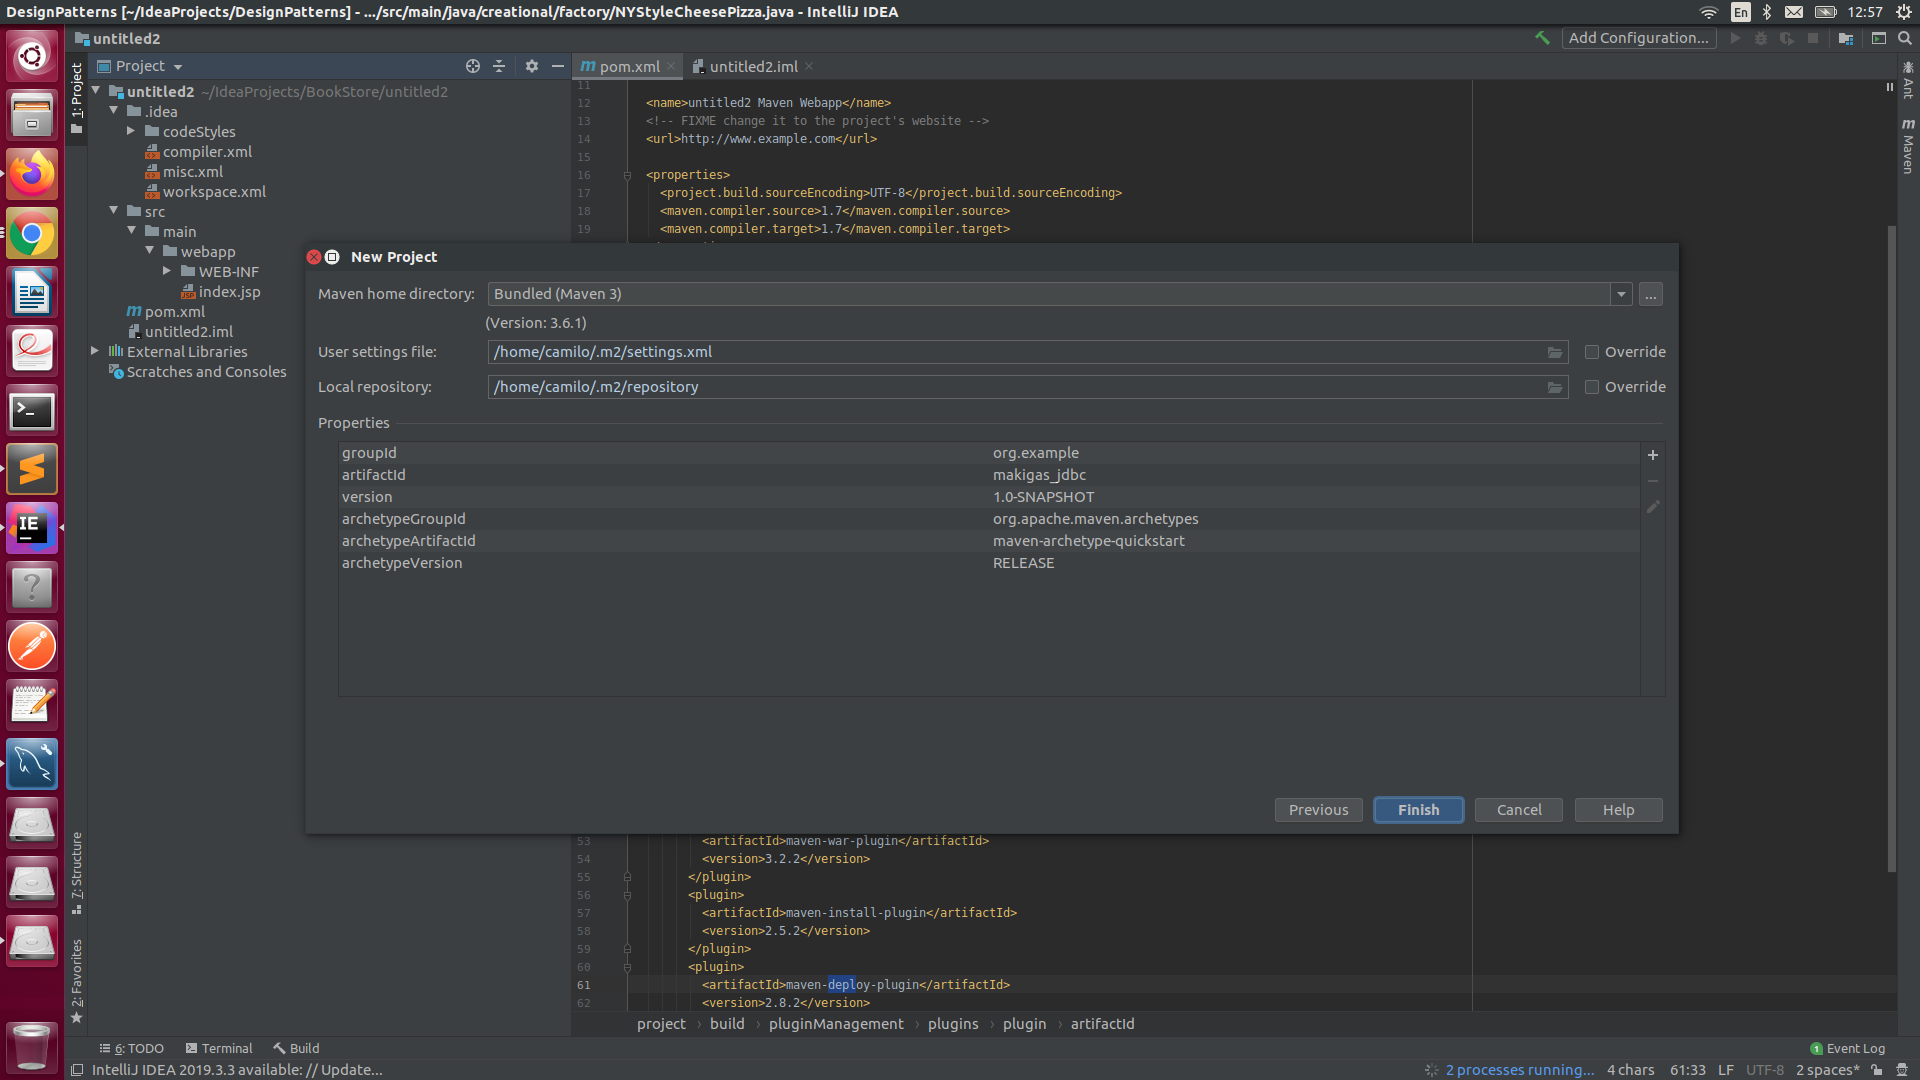 DesignPatterns [~/IdeaProjects/DesignPatterns] - .../src/main/java/creational/factory/NYStyleCheesePizza.java - IntelliJ IDEA
En
12:57
untitled2
Add Configuration...
1: Project
Project
pom.xml
untitled2.iml
Ant
Maven
untitled2 ~/IdeaProjects/BookStore/untitled2
.idea
codeStyles
compiler.xml
misc.xml
workspace.xml
src
main
webapp
WEB-INF
index.jsp
pom.xml
untitled2.iml
External Libraries
Scratches and Consoles
11
12 <name>untitled2 Maven Webapp</name>
13 <!-- FIXME change it to the project's website -->
14 <url>http://www.example.com</url>
15
16 <properties>
17 <project.build.sourceEncoding>UTF-8</project.build.sourceEncoding>
18 <maven.compiler.source>1.7</maven.compiler.source>
19 <maven.compiler.target>1.7</maven.compiler.target>
New Project
Maven home directory: Bundled (Maven 3)
...
(Version: 3.6.1)
User settings file: /home/camilo/.m2/settings.xml Override
Local repository: /home/camilo/.m2/repository Override
Properties
groupId org.example
artifactId makigas_jdbc
version 1.0-SNAPSHOT
archetypeGroupId org.apache.maven.archetypes
archetypeArtifactId maven-archetype-quickstart
archetypeVersion RELEASE
Previous Finish Cancel Help
53 <artifactId>maven-war-plugin</artifactId>
54 <version>3.2.2</version>
55 </plugin>
56 <plugin>
57 <artifactId>maven-install-plugin</artifactId>
58 <version>2.5.2</version>
59 </plugin>
60 <plugin>
61 <artifactId>maven-deploy-plugin</artifactId>
62 <version>2.8.2</version>
project › build › pluginManagement › plugins › plugin › artifactId
7: Structure
2: Favorites
6: TODO Terminal Build
1 Event Log
IntelliJ IDEA 2019.3.3 available: // Update...
2 processes running... 4 chars 61:33 LF UTF-8 2 spaces*